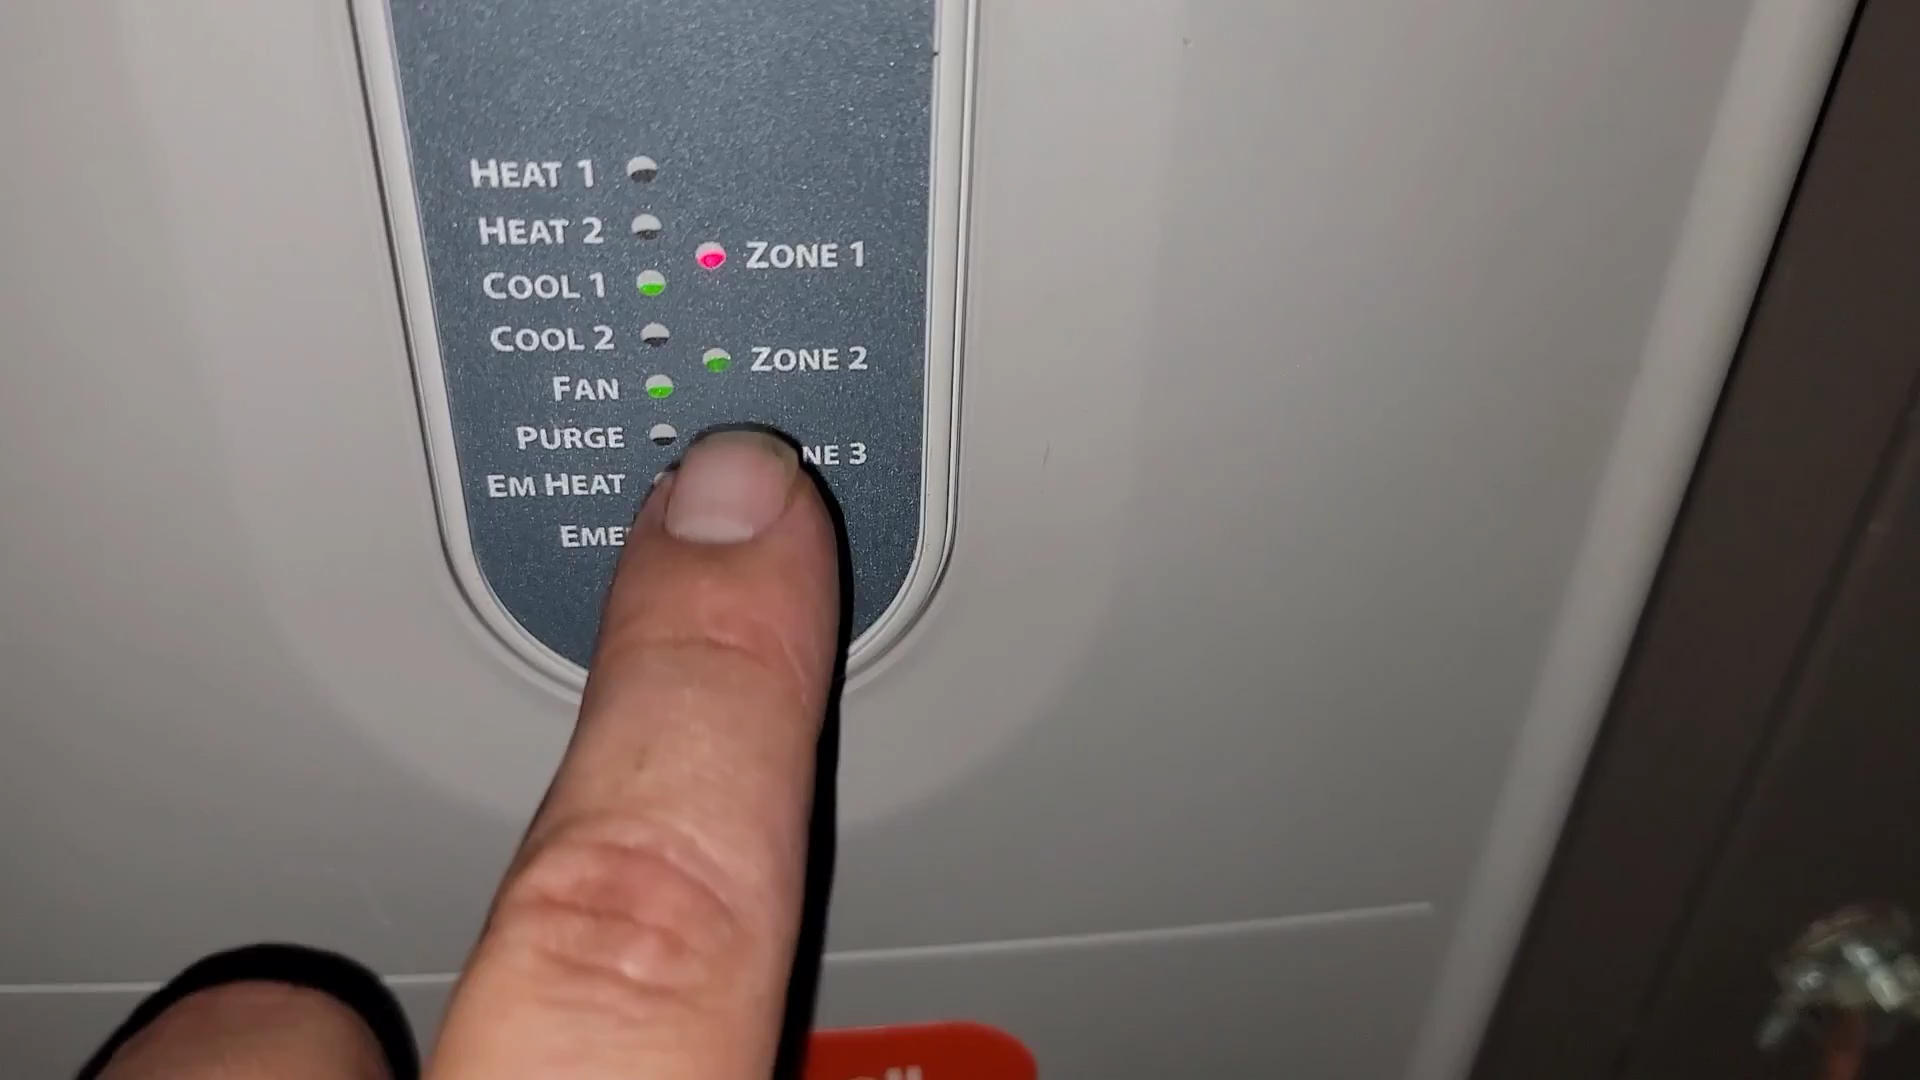 HEAT 1
HEAT 2
COOL 1
COOL 2
FAN
PURGE
EM HEAT
ZONE 1
ZONE 2